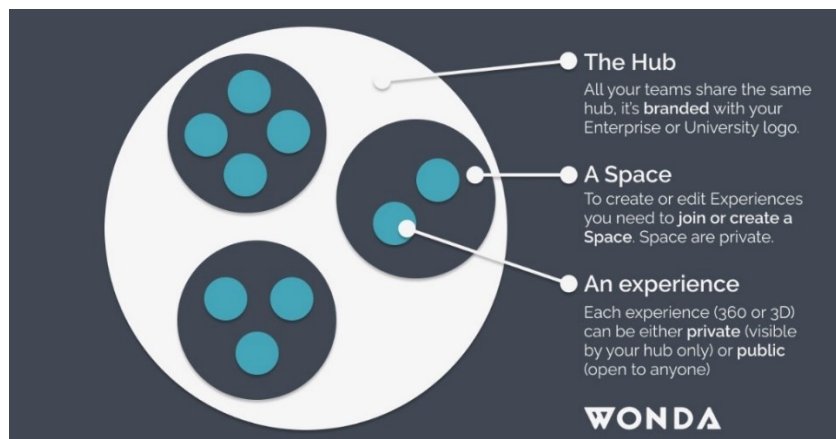 The Hub
All your teams share the same
hub, it's branded with your
Enterprise or University logo.
A Space
To create or edit Experiences
you need to join or create a
Space. Space are private.
An experience
Each experience (360 or 3D)
can be either private (visible
by your hub only) or public
(open to anyone)
WONDA